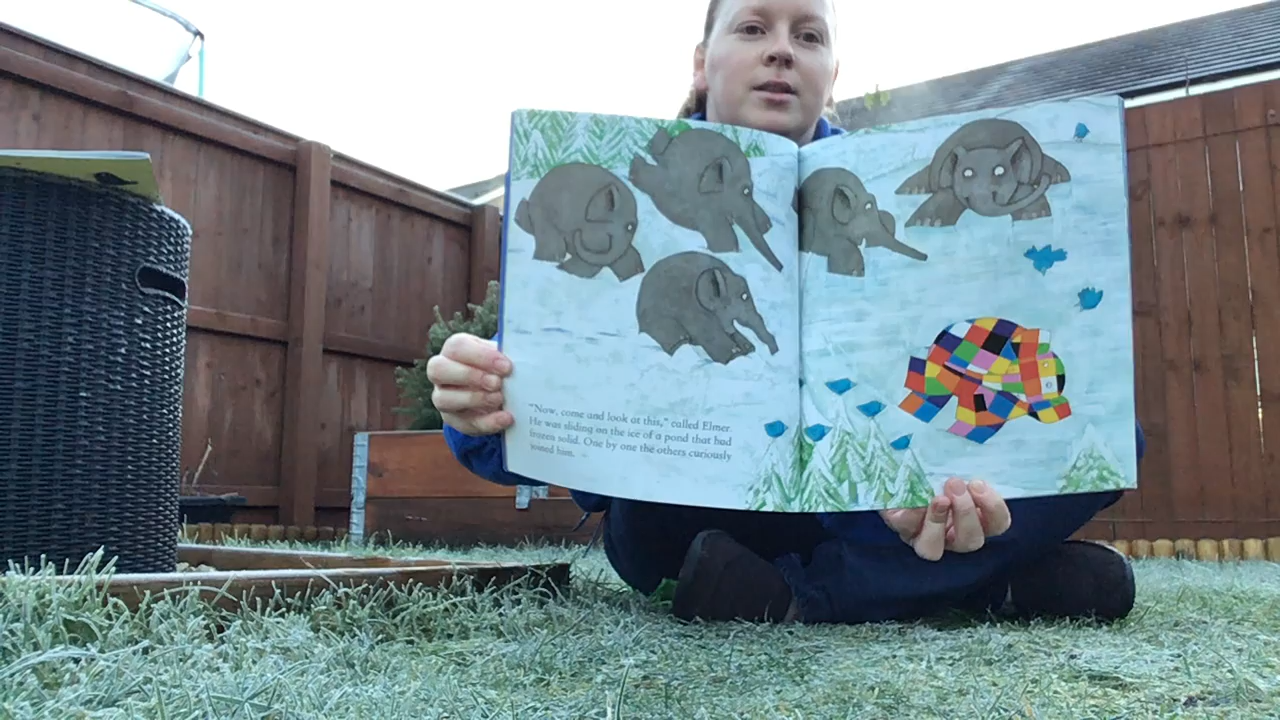 "Now, come and look at this," called Elmer.
He was sliding on the ice of a pond that had
frozen solid. One by one the others curiously
joined him.